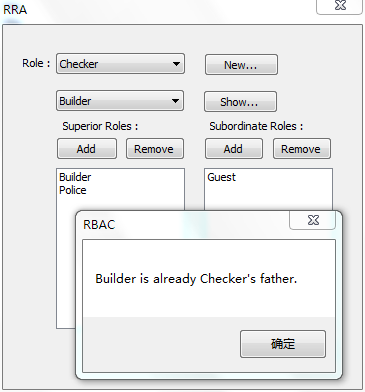 RRA
Role : Checker New...
Builder Show...
Superior Roles : Subordinate Roles :
Add Remove Add Remove
Builder Guest
Police
RBAC
Builder is already Checker's father.
确定